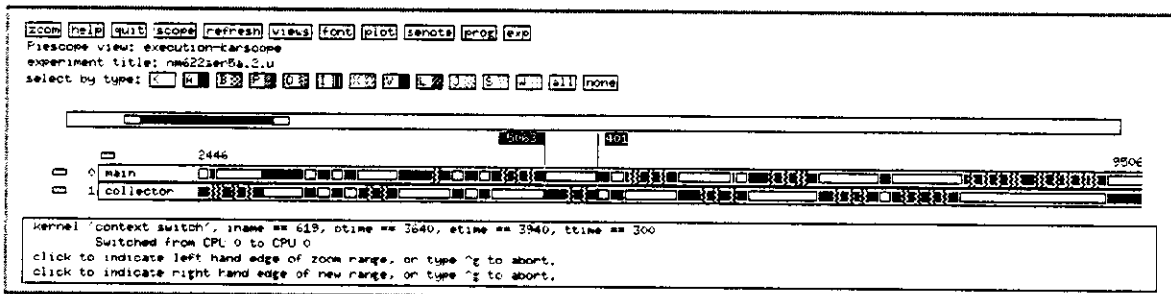 zoom help quit scope refresh views font plot senots prog exp
Piescope view: execution-karscope
experiment title: nm622ser5a.2.u
select by type: K A B P O I K V L J S W all none
5063 401
2446 9506
0 main
1 collector
kernel 'context switch', iname == 619, btime == 3640, etime == 3940, ttime == 300
Switched from CPU 0 to CPU 0
click to indicate left hand edge of zoom range, or type ^g to abort.
click to indicate right hand edge of new range, or type ^g to abort.